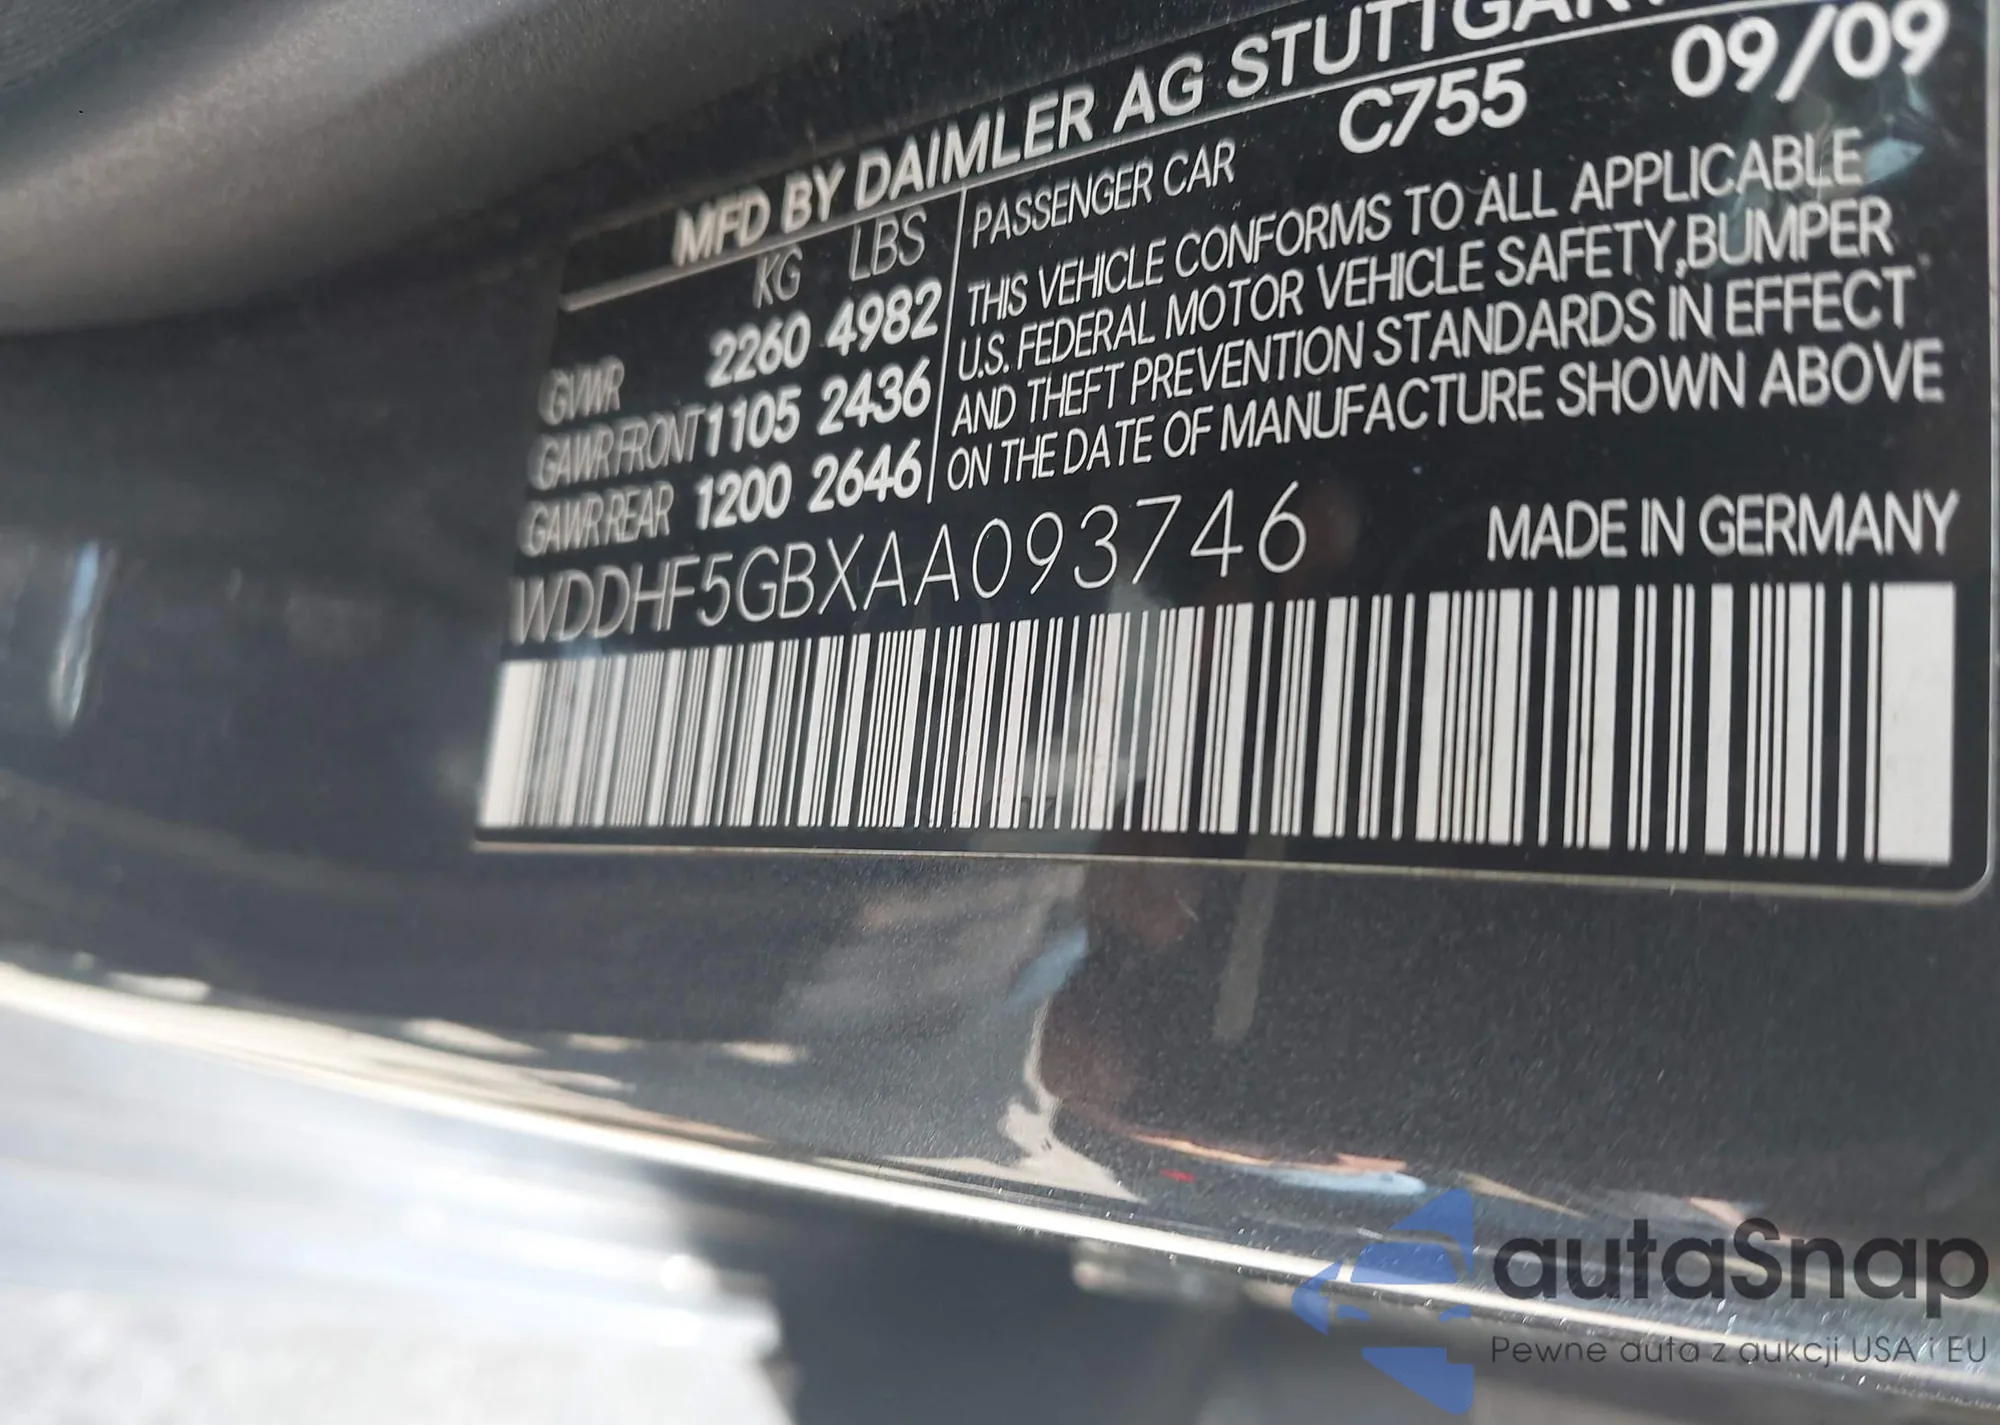 MFD BY DAIMLER AG STUTTGAR
C755 09/09
KG LBS PASSENGER CAR
GVWR 2260 4982
GAWR FRONT 1105 2436
GAWR REAR 1200 2646
THIS VEHICLE CONFORMS TO ALL APPLICABLE
U.S. FEDERAL MOTOR VEHICLE SAFETY,BUMPER
AND THEFT PREVENTION STANDARDS IN EFFECT
ON THE DATE OF MANUFACTURE SHOWN ABOVE
WDDHF5GBXAA093746 MADE IN GERMANY
autaSnap
Pewne auta z aukcji USA i EU